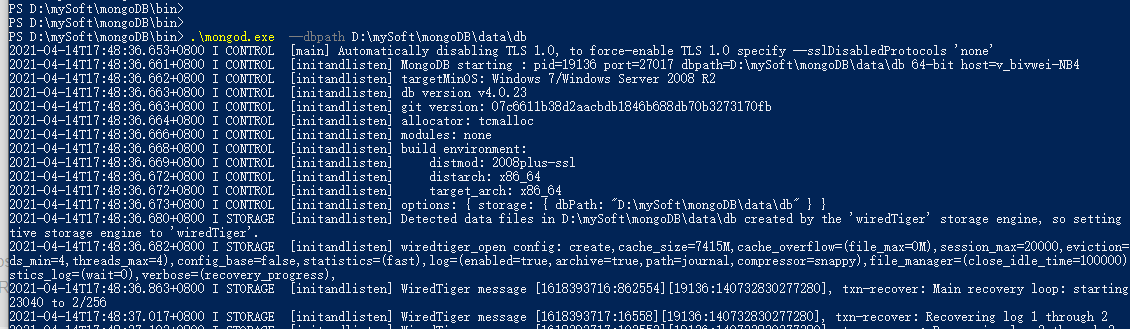 PS D:\mySoft\mongoDB\bin>
PS D:\mySoft\mongoDB\bin>
PS D:\mySoft\mongoDB\bin> .\mongod.exe --dbpath D:\mySoft\mongoDB\data\db
2021-04-14T17:48:36.653+0800 I CONTROL [main] Automatically disabling TLS 1.0, to force-enable TLS 1.0 specify --sslDisabledProtocols 'none'
2021-04-14T17:48:36.661+0800 I CONTROL [initandlisten] MongoDB starting : pid=19136 port=27017 dbpath=D:\mySoft\mongoDB\data\db 64-bit host=v_bivwei-NB4
2021-04-14T17:48:36.662+0800 I CONTROL [initandlisten] targetMinOS: Windows 7/Windows Server 2008 R2
2021-04-14T17:48:36.663+0800 I CONTROL [initandlisten] db version v4.0.23
2021-04-14T17:48:36.663+0800 I CONTROL [initandlisten] git version: 07c6611b38d2aacbdb1846b688db70b3273170fb
2021-04-14T17:48:36.664+0800 I CONTROL [initandlisten] allocator: tcmalloc
2021-04-14T17:48:36.666+0800 I CONTROL [initandlisten] modules: none
2021-04-14T17:48:36.668+0800 I CONTROL [initandlisten] build environment:
2021-04-14T17:48:36.669+0800 I CONTROL [initandlisten]     distmod: 2008plus-ssl
2021-04-14T17:48:36.672+0800 I CONTROL [initandlisten]     distarch: x86_64
2021-04-14T17:48:36.672+0800 I CONTROL [initandlisten]     target_arch: x86_64
2021-04-14T17:48:36.673+0800 I CONTROL [initandlisten] options: { storage: { dbPath: "D:\mySoft\mongoDB\data\db" } }
2021-04-14T17:48:36.680+0800 I STORAGE [initandlisten] Detected data files in D:\mySoft\mongoDB\data\db created by the 'wiredTiger' storage engine, so setting
tive storage engine to 'wiredTiger'.
2021-04-14T17:48:36.682+0800 I STORAGE [initandlisten] wiredtiger_open config: create,cache_size=7415M,cache_overflow=(file_max=0M),session_max=20000,eviction=
ds_min=4,threads_max=4),config_base=false,statistics=(fast),log=(enabled=true,archive=true,path=journal,compressor=snappy),file_manager=(close_idle_time=100000)
stics_log=(wait=0),verbose=(recovery_progress),
2021-04-14T17:48:36.863+0800 I STORAGE [initandlisten] WiredTiger message [1618393716:862554][19136:140732830277280], txn-recover: Main recovery loop: starting
23040 to 2/256
2021-04-14T17:48:37.017+0800 I STORAGE [initandlisten] WiredTiger message [1618393717:16558][19136:140732830277280], txn-recover: Recovering log 1 through 2